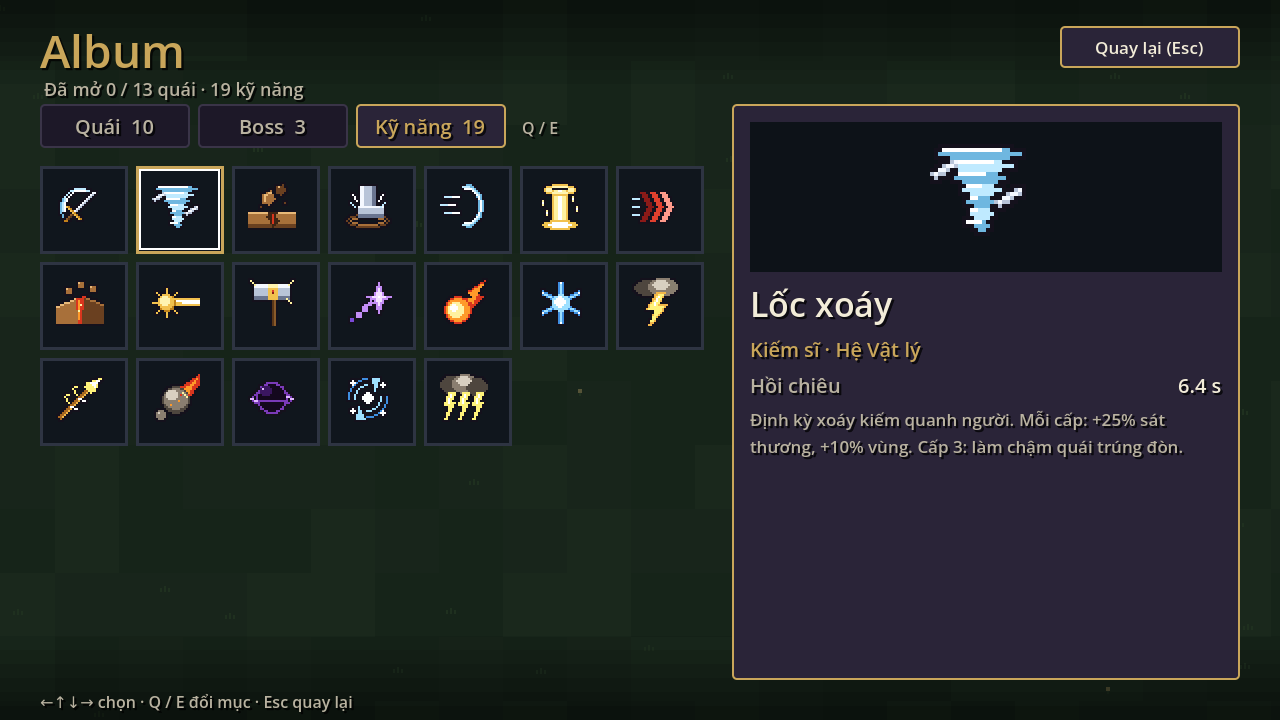 Album
Quay lại (Esc)
Đã mở 0 / 13 quái · 19 kỹ năng
Quái 10
Boss 3
Kỹ năng 19
Q / E
Lốc xoáy
Kiếm sĩ · Hệ Vật lý
Hồi chiêu 6.4 s
Định kỳ xoáy kiếm quanh người. Mỗi cấp: +25% sát
thương, +10% vùng. Cấp 3: làm chậm quái trúng đòn.
←↑↓→ chọn · Q / E đổi mục · Esc quay lại